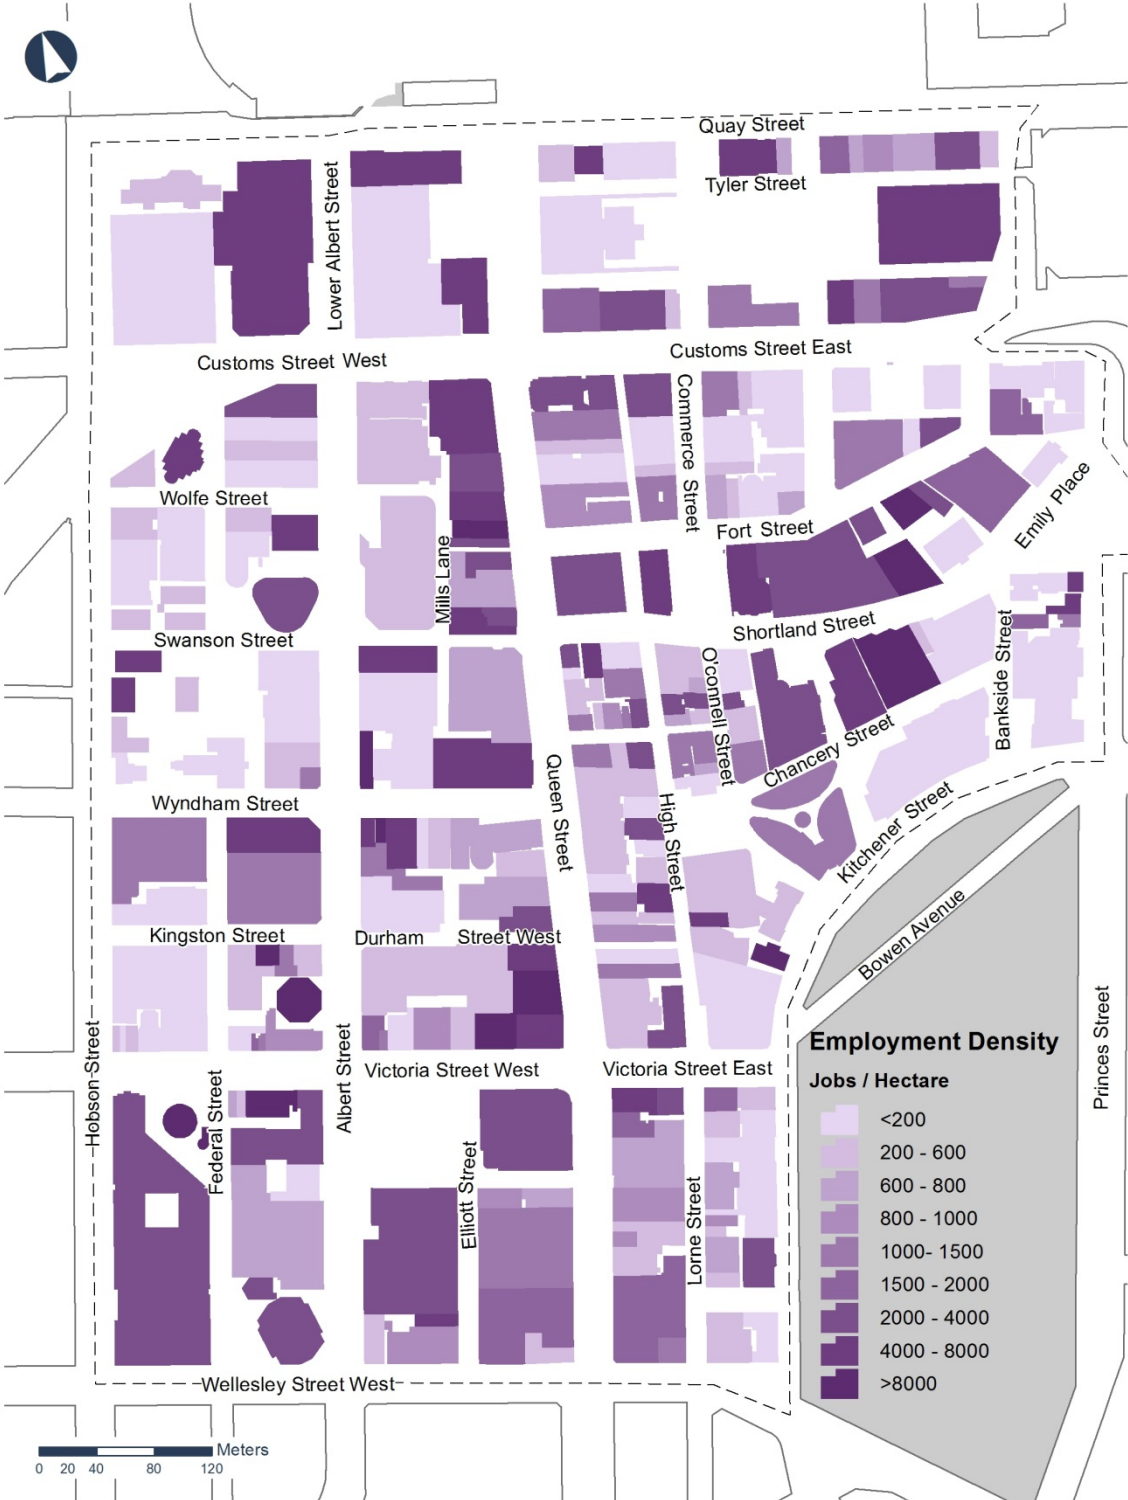 Quay Street
Tyler Street
Lower Albert Street
Customs Street West
Customs Street East
Commerce Street
Wolfe Street
Fort Street
Emily Place
Mills Lane
Swanson Street
Shortland Street
Bankside Street
O'connell Street
Chancery Street
Wyndham Street
Queen Street
High Street
Kitchener Street
Kingston Street
Durham Street West
Bowen Avenue
Hobson Street
Albert Street
Victoria Street West
Victoria Street East
Princes Street
Federal Street
Elliott Street
Lorne Street
Employment Density
Jobs / Hectare
<200
200 - 600
600 - 800
800 - 1000
1000- 1500
1500 - 2000
2000 - 4000
4000 - 8000
>8000
Wellesley Street West
Meters
0 20 40 80 120